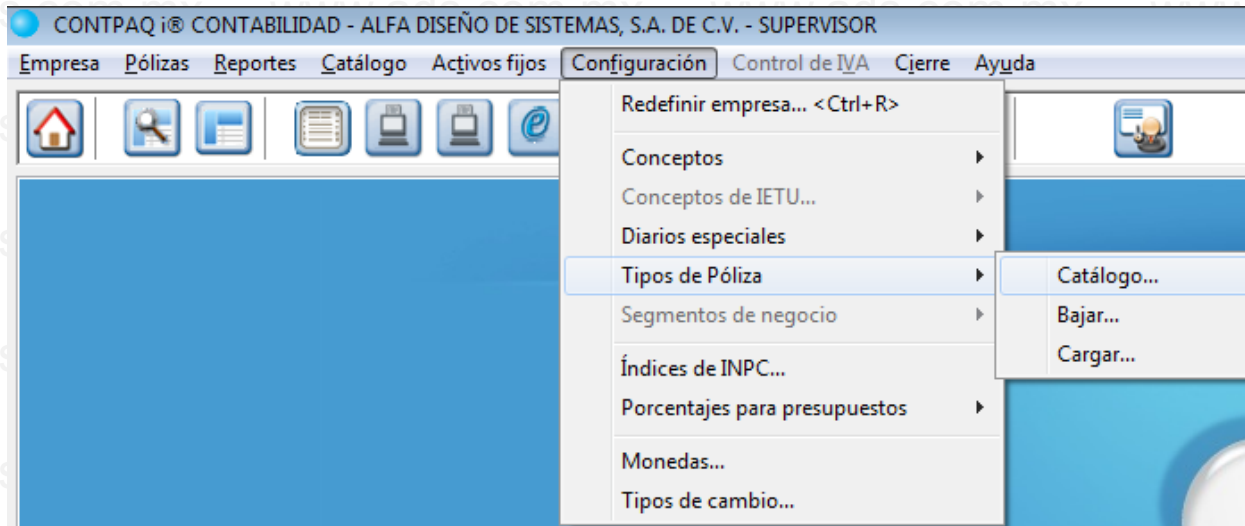 CONTPAQ i® CONTABILIDAD - ALFA DISEÑO DE SISTEMAS, S.A. DE C.V. - SUPERVISOR
Empresa Pólizas Reportes Catálogo Activos fijos Configuración Control de IVA Cierre Ayuda
Redefinir empresa... <Ctrl+R>
Conceptos
Conceptos de IETU...
Diarios especiales
Tipos de Póliza
Catálogo...
Segmentos de negocio
Bajar...
Cargar...
Índices de INPC...
Porcentajes para presupuestos
Monedas...
Tipos de cambio...